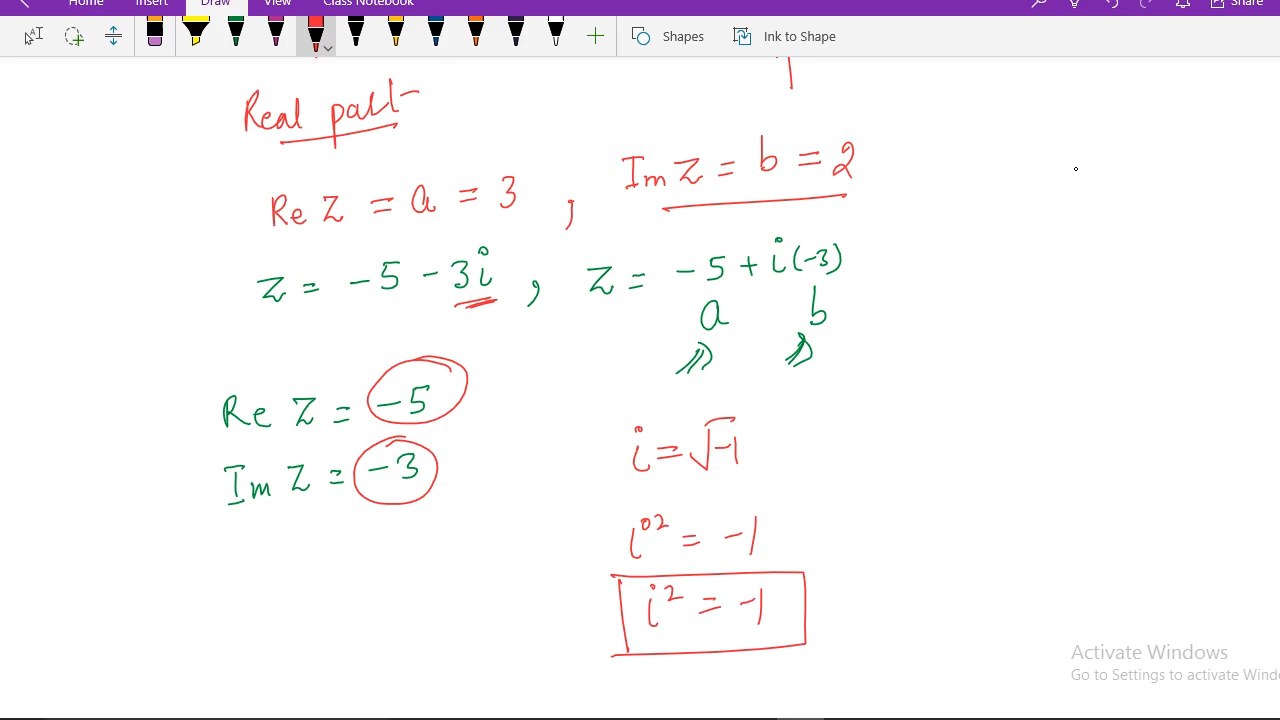 Home Insert Draw View Class Notebook Share
Shapes Ink to Shape
Real part
Re z = a = 3 , Im z = b = 2
z = -5 - 3i , z = -5 + i(-3)
a b
Re z = -5
Im z = -3
i = √-1
i² = -1
i² = -1
Activate Windows
Go to Settings to activate Wind